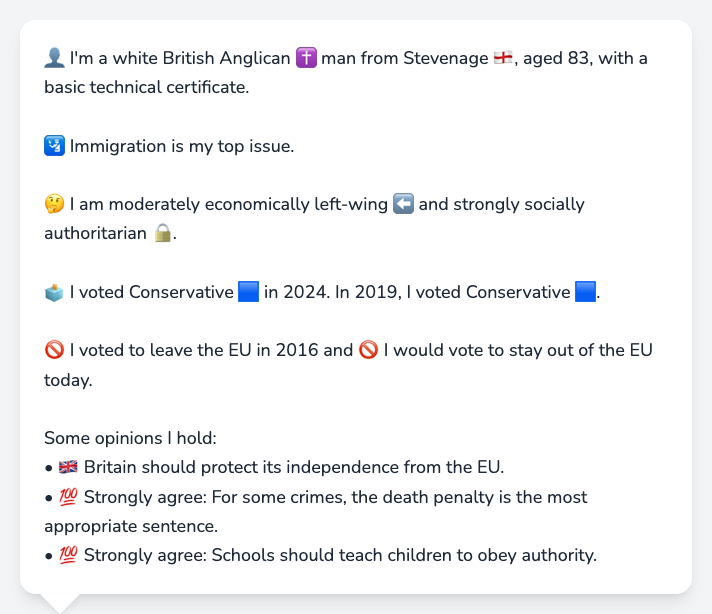 👤 I'm a white British Anglican ✝️ man from Stevenage 🏴󠁧󠁢󠁥󠁮󠁧󠁿, aged 83, with a
basic technical certificate.
🛂 Immigration is my top issue.
🤔 I am moderately economically left-wing ⬅️ and strongly socially
authoritarian 🔒.
🗳️ I voted Conservative 🟦 in 2024. In 2019, I voted Conservative 🟦.
🚫 I voted to leave the EU in 2016 and 🚫 I would vote to stay out of the EU
today.
Some opinions I hold:
• 🇬🇧 Britain should protect its independence from the EU.
• 💯 Strongly agree: For some crimes, the death penalty is the most
appropriate sentence.
• 💯 Strongly agree: Schools should teach children to obey authority.